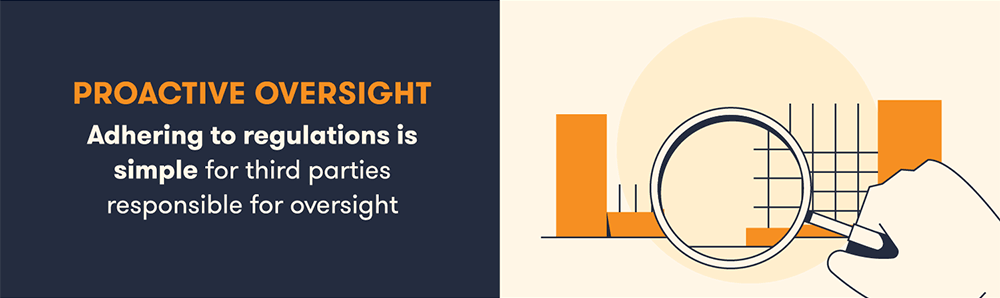 PROACTIVE OVERSIGHT
Adhering to regulations is
simple for third parties
responsible for oversight